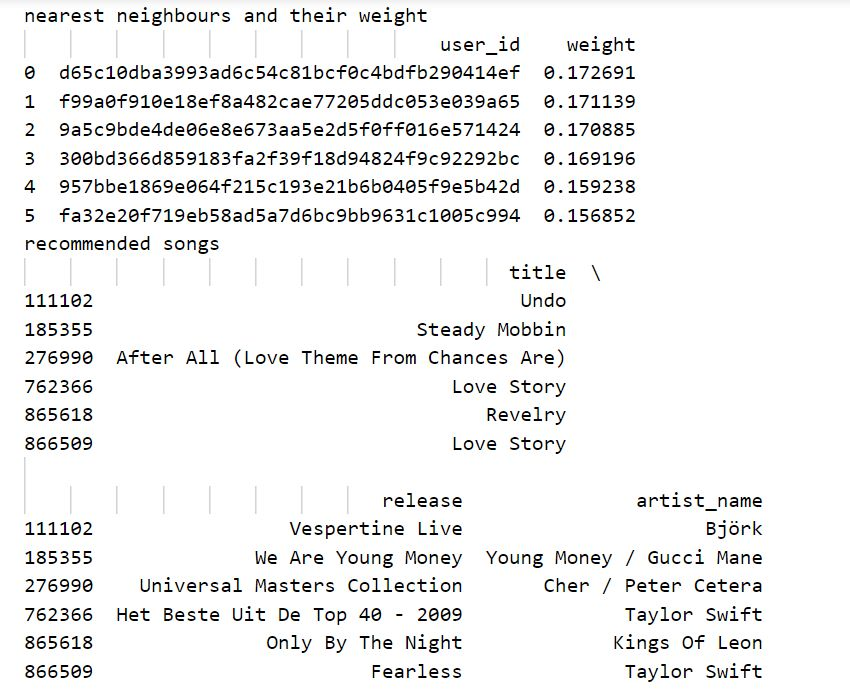 nearest neighbours and their weight
user_id weight
0 d65c10dba3993ad6c54c81bcf0c4bdfb290414ef 0.172691
1 f99a0f910e18ef8a482cae77205ddc053e039a65 0.171139
2 9a5c9bde4de06e8e673aa5e2d5f0ff016e571424 0.170885
3 300bd366d859183fa2f39f18d94824f9c92292bc 0.169196
4 957bbe1869e064f215c193e21b6b0405f9e5b42d 0.159238
5 fa32e20f719eb58ad5a7d6bc9bb9631c1005c994 0.156852
recommended songs
title \
111102 Undo
185355 Steady Mobbin
276990 After All (Love Theme From Chances Are)
762366 Love Story
865618 Revelry
866509 Love Story
release artist_name
111102 Vespertine Live Björk
185355 We Are Young Money Young Money / Gucci Mane
276990 Universal Masters Collection Cher / Peter Cetera
762366 Het Beste Uit De Top 40 - 2009 Taylor Swift
865618 Only By The Night Kings Of Leon
866509 Fearless Taylor Swift